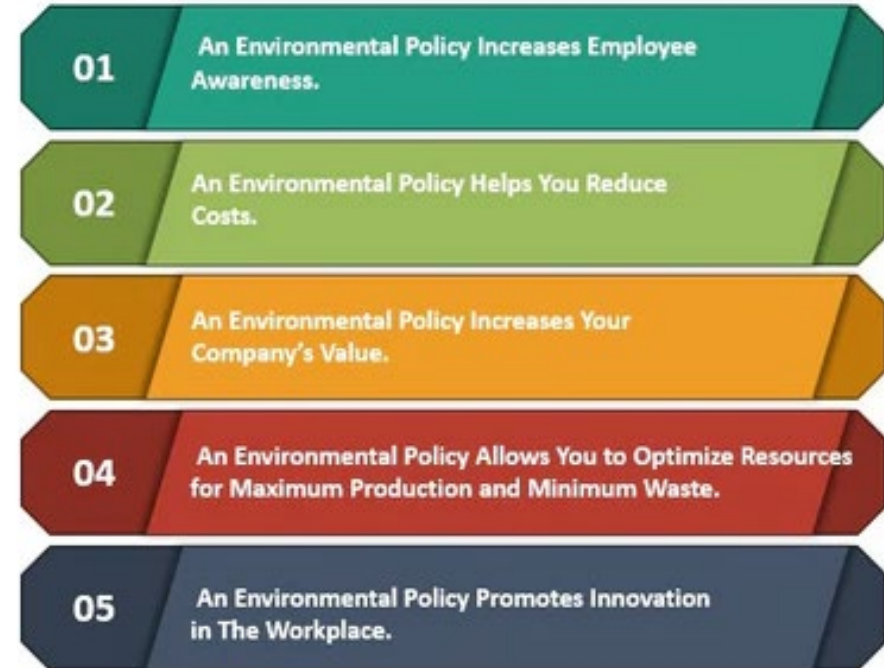 01
An Environmental Policy Increases Employee
Awareness.
02
An Environmental Policy Helps You Reduce
Costs.
03
An Environmental Policy Increases Your
Company's Value.
04
An Environmental Policy Allows You to Optimize Resources
for Maximum Production and Minimum Waste.
05
An Environmental Policy Promotes Innovation
in The Workplace.